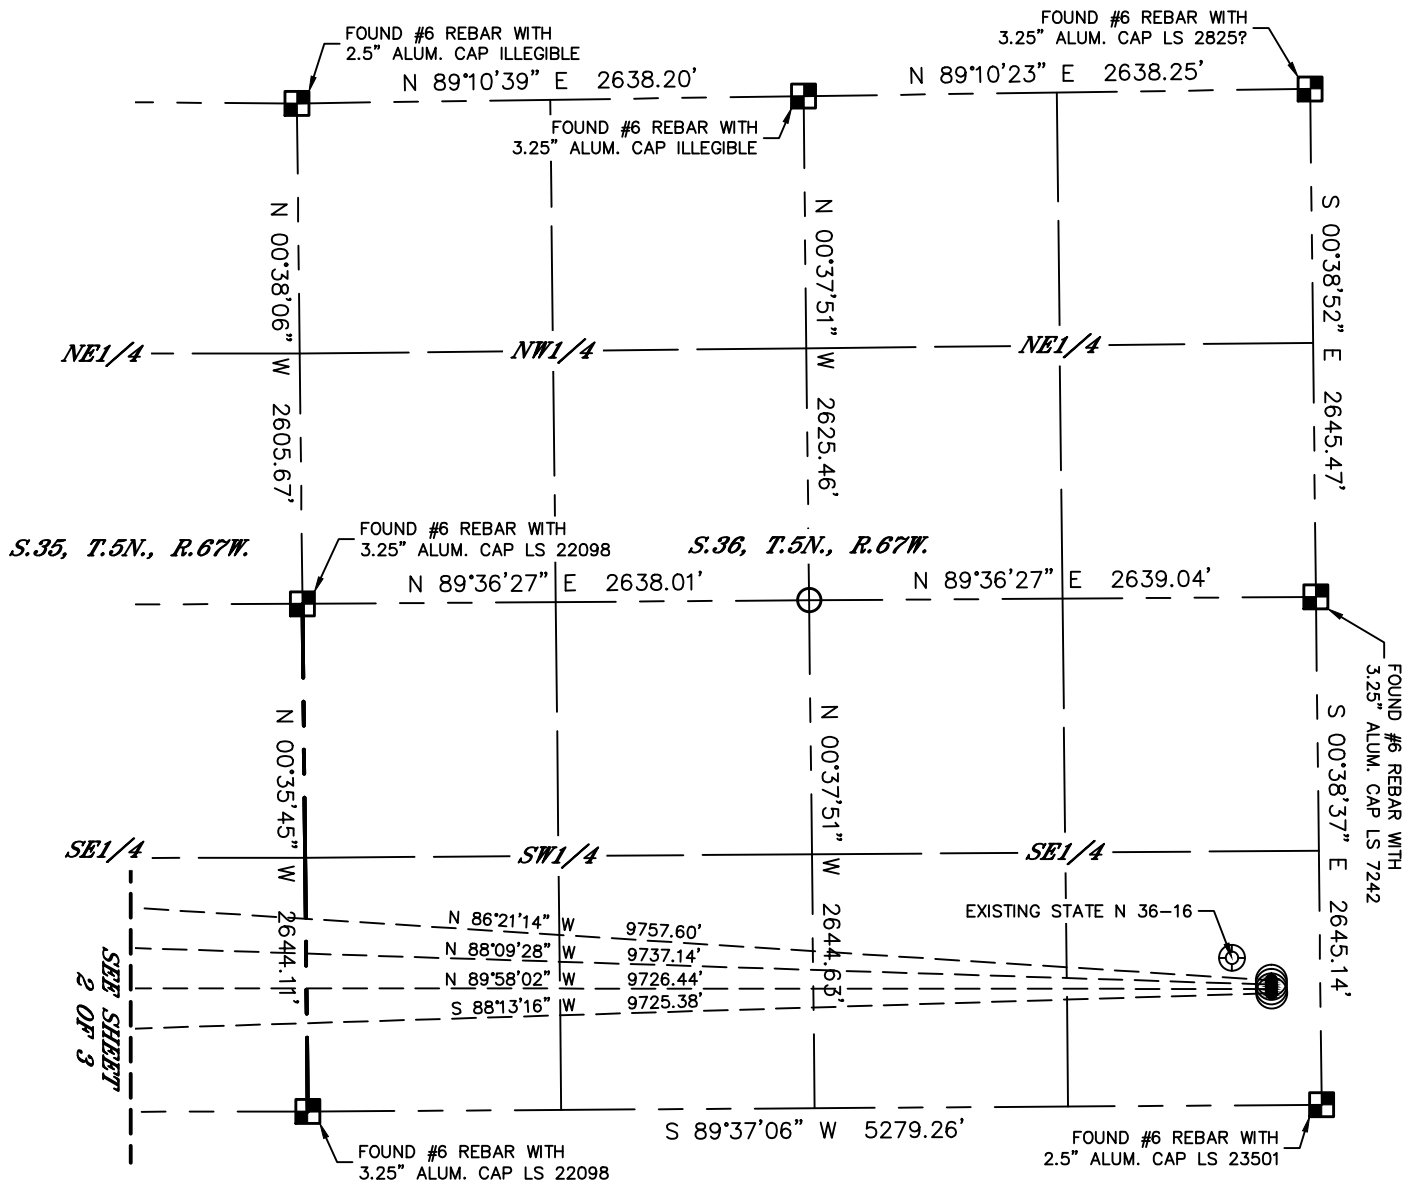 FOUND #6 REBAR WITH
2.5" ALUM. CAP ILLEGIBLE
FOUND #6 REBAR WITH
3.25" ALUM. CAP LS 2825?
N 89°10'39" E 2638.20'
N 89°10'23" E 2638.25'
FOUND #6 REBAR WITH
3.25" ALUM. CAP ILLEGIBLE
N 00°38'06" W 2605.67'
N 00°37'51" W 2625.46'
S 00°38'52" E 2645.47'
NE1/4
NW1/4
NE1/4
S.35, T.5N., R.67W.
FOUND #6 REBAR WITH
3.25" ALUM. CAP LS 22098
S.36, T.5N., R.67W.
N 89°36'27" E 2638.01'
N 89°36'27" E 2639.04'
FOUND #6 REBAR WITH
3.25" ALUM. CAP LS 7242
N 00°35'45" W 2644.11'
N 00°37'51" W 2644.63'
S 00°38'37" E 2645.14'
SE1/4
SW1/4
SE1/4
EXISTING STATE N 36-16
N 86°21'14" W 9757.60'
N 88°09'28" W 9737.14'
N 89°58'02" W 9726.44'
S 88°13'16" W 9725.38'
SEE SHEET
2 OF 3
S 89°37'06" W 5279.26'
FOUND #6 REBAR WITH
3.25" ALUM. CAP LS 22098
FOUND #6 REBAR WITH
2.5" ALUM. CAP LS 23501